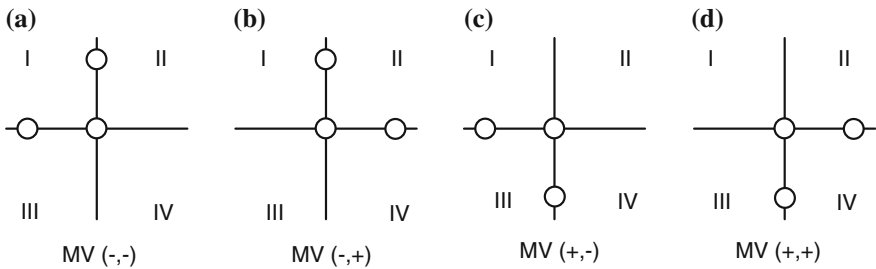 (a) (b) (c) (d)
I II I II I II I II
III IV III IV III IV III IV
MV (-,-) MV (-,+) MV (+,-) MV (+,+)